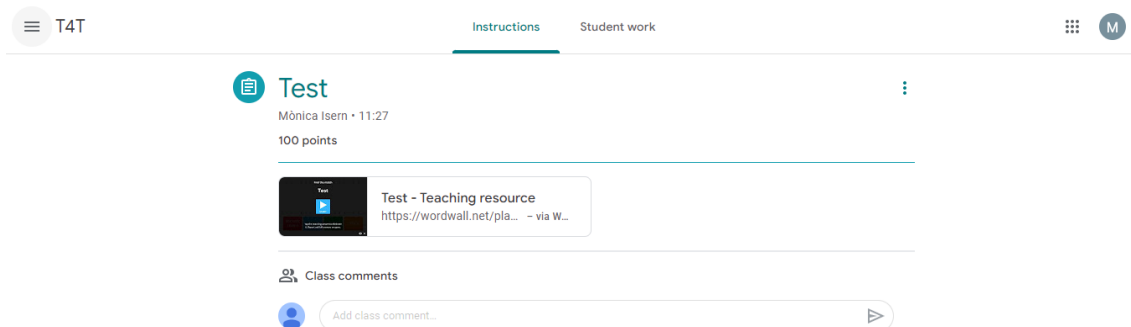 T4T
Instructions
Student work
M
Test
Mònica Isern • 11:27
100 points
Test
Test - Teaching resource
https://wordwall.net/pla... ~ via W...
Class comments
Add class comment...